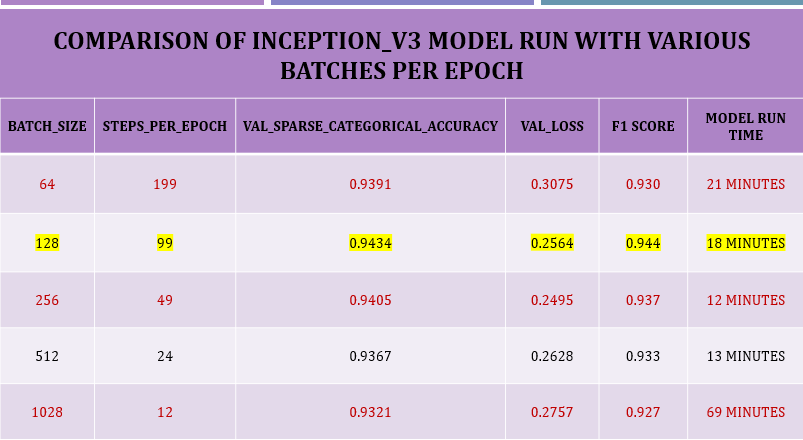 COMPARISON OF INCEPTION_V3 MODEL RUN WITH VARIOUS
BATCHES PER EPOCH
BATCH_SIZE STEPS_PER_EPOCH VAL_SPARSE_CATEGORICAL_ACCURACY VAL_LOSS F1 SCORE MODEL RUN
TIME
64 199 0.9391 0.3075 0.930 21 MINUTES
128 99 0.9434 0.2564 0.944 18 MINUTES
256 49 0.9405 0.2495 0.937 12 MINUTES
512 24 0.9367 0.2628 0.933 13 MINUTES
1028 12 0.9321 0.2757 0.927 69 MINUTES